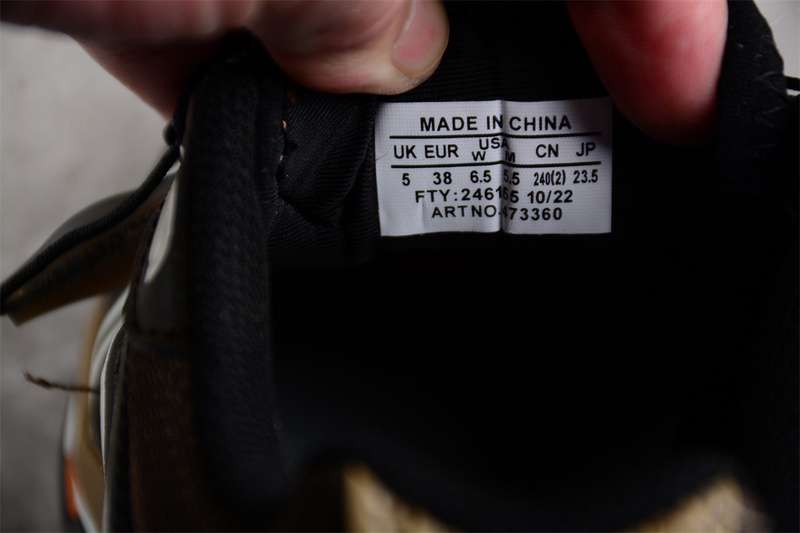 MADE IN CHINA
UK EUR USA W M CN JP
5 38 6.5 5.5 240(2) 23.5
FTY:246165 10/22
ART NO 473360